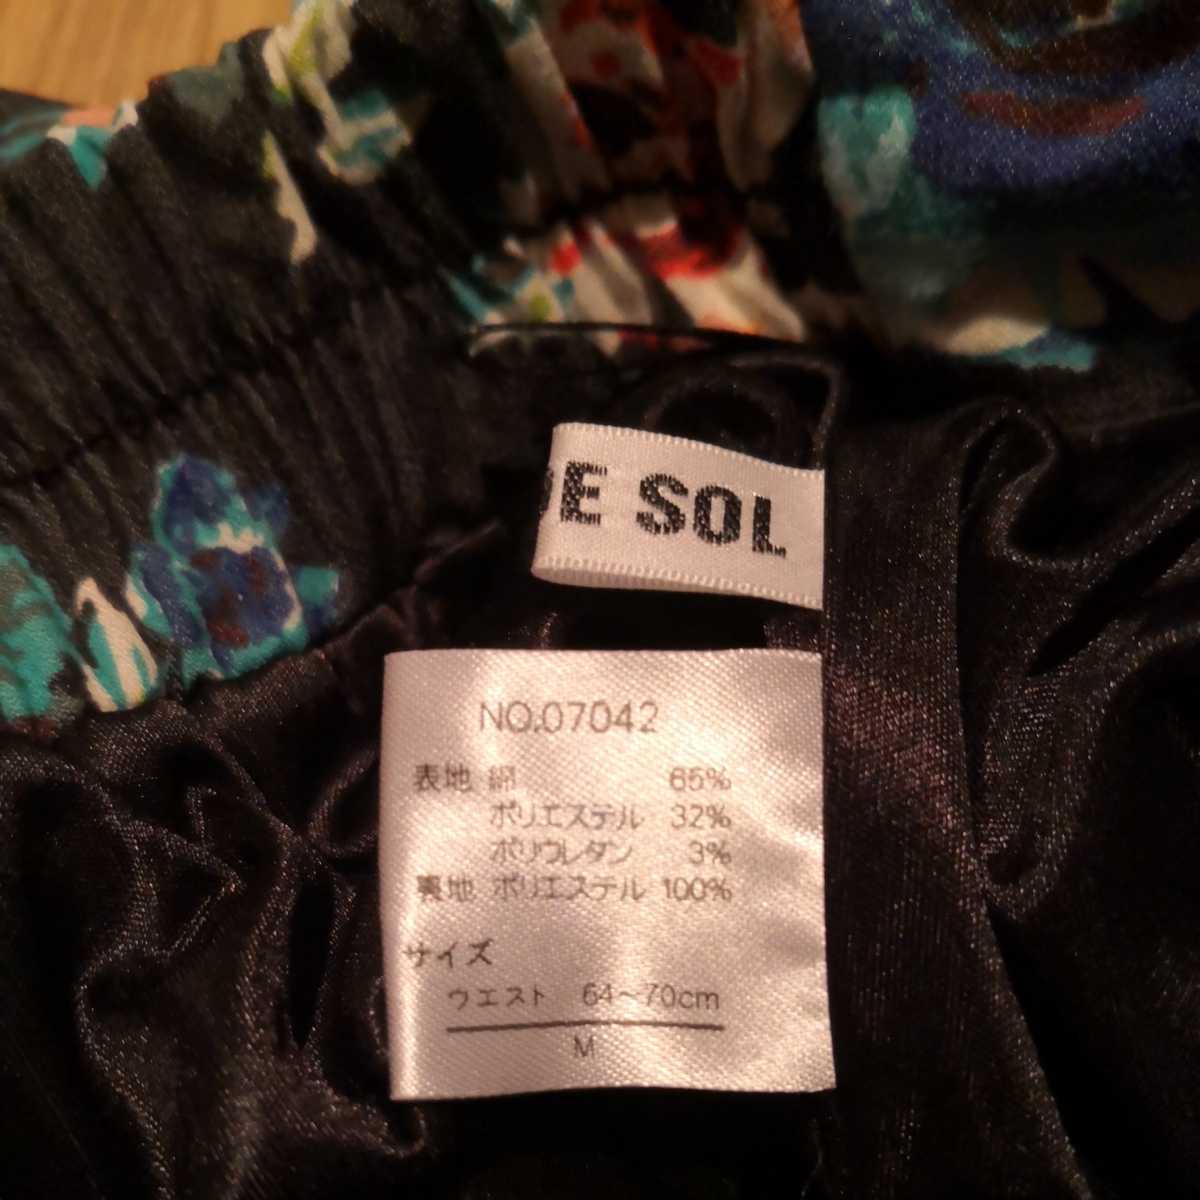 DE SOL
NO.07042
表地 綿 65%
ポリエステル 32%
ポリウレタン 3%
裏地 ポリエステル 100%
サイズ
ウエスト 64～70cm
M